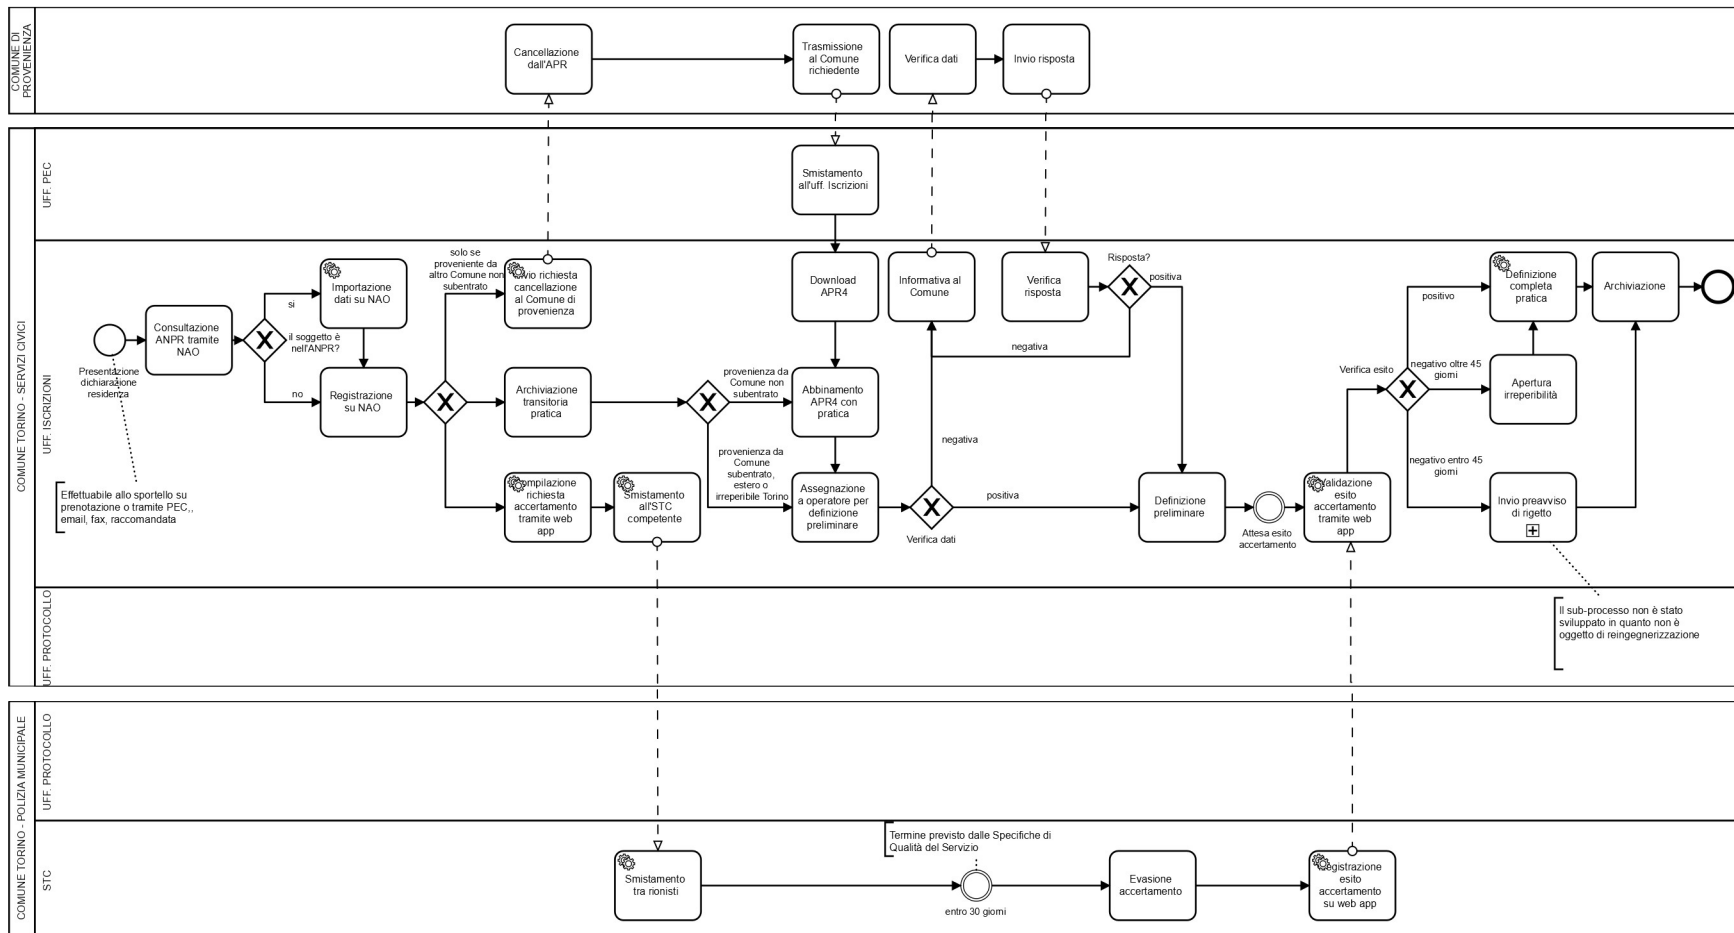 COMUNE DI
PROVENIENZA
Cancellazione
dall'APR
Trasmissione
al Comune
richiedente
Verifica dati
Invio risposta
COMUNE TORINO - SERVIZI CIVICI
UFF. PEC
Smistamento
all'uff. Iscrizioni
UFF. ISCRIZIONI
Presentazione
dichiarazione
residenza
Effettuabile allo sportello su
prenotazione o tramite PEC,,
email, fax, raccomandata
Consultazione
ANPR tramite
NAO
si
il soggetto è
nell'ANPR?
no
Importazione
dati su NAO
Registrazione
su NAO
solo se
proveniente da
altro Comune non
subentrato
richiesta
cancellazione
al Comune di
provenienza
Archiviazione
transitoria
pratica
richiesta
accertamento
tramite web
app
Smistamento
all'STC
competente
provenienza da
Comune non
subentrato
provenienza da
Comune
subentrato,
estero o
irreperibile Torino
Download
APR4
Abbinamento
APR4 con
pratica
Assegnazione
a operatore per
definizione
preliminare
Informativa al
Comune
negativa
Verifica dati
positiva
Verifica
risposta
Risposta?
positiva
negativa
Definizione
preliminare
Attesa esito
accertamento
Validazione
esito
accertamento
tramite web
app
Verifica esito
positivo
negativo oltre 45
giorni
negativo entro 45
giorni
Definizione
completa
pratica
Apertura
irreperibilità
Invio preavviso
di rigetto
Archiviazione
UFF. PROTOCOLLO
Il sub-processo non è stato
sviluppato in quanto non è
oggetto di reingegnerizzazione
COMUNE TORINO - POLIZIA MUNICIPALE
UFF. PROTOCOLLO
STC
Smistamento
tra rionisti
Termine previsto dalle Specifiche di
Qualità del Servizio
entro 30 giorni
Evasione
accertamento
Registrazione
esito
accertamento
su web app